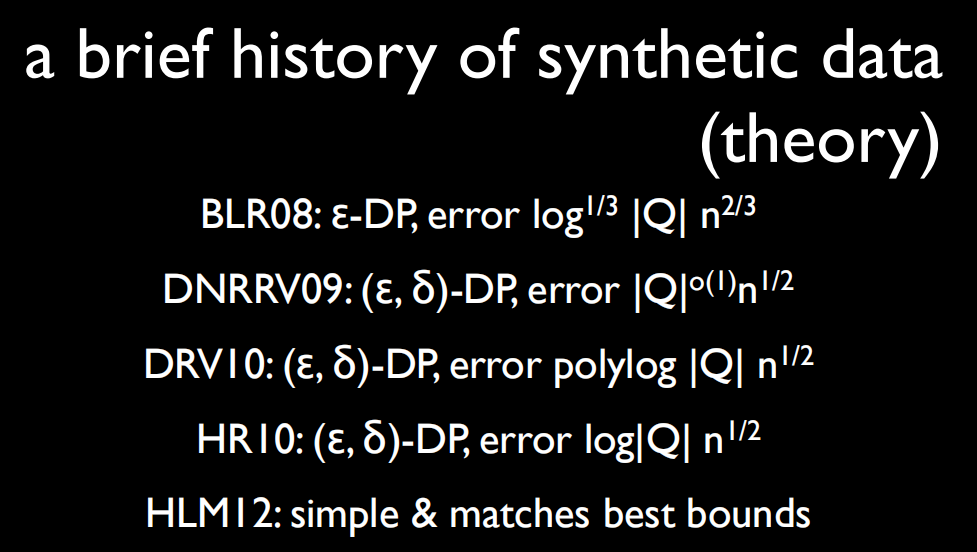 a brief history of synthetic data
(theory)
BLR08: ε-DP, error log^1/3 |Q| n^2/3
DNRRV09: (ε, δ)-DP, error |Q|^o(1)n^1/2
DRV10: (ε, δ)-DP, error polylog |Q| n^1/2
HR10: (ε, δ)-DP, error log|Q| n^1/2
HLM12: simple & matches best bounds